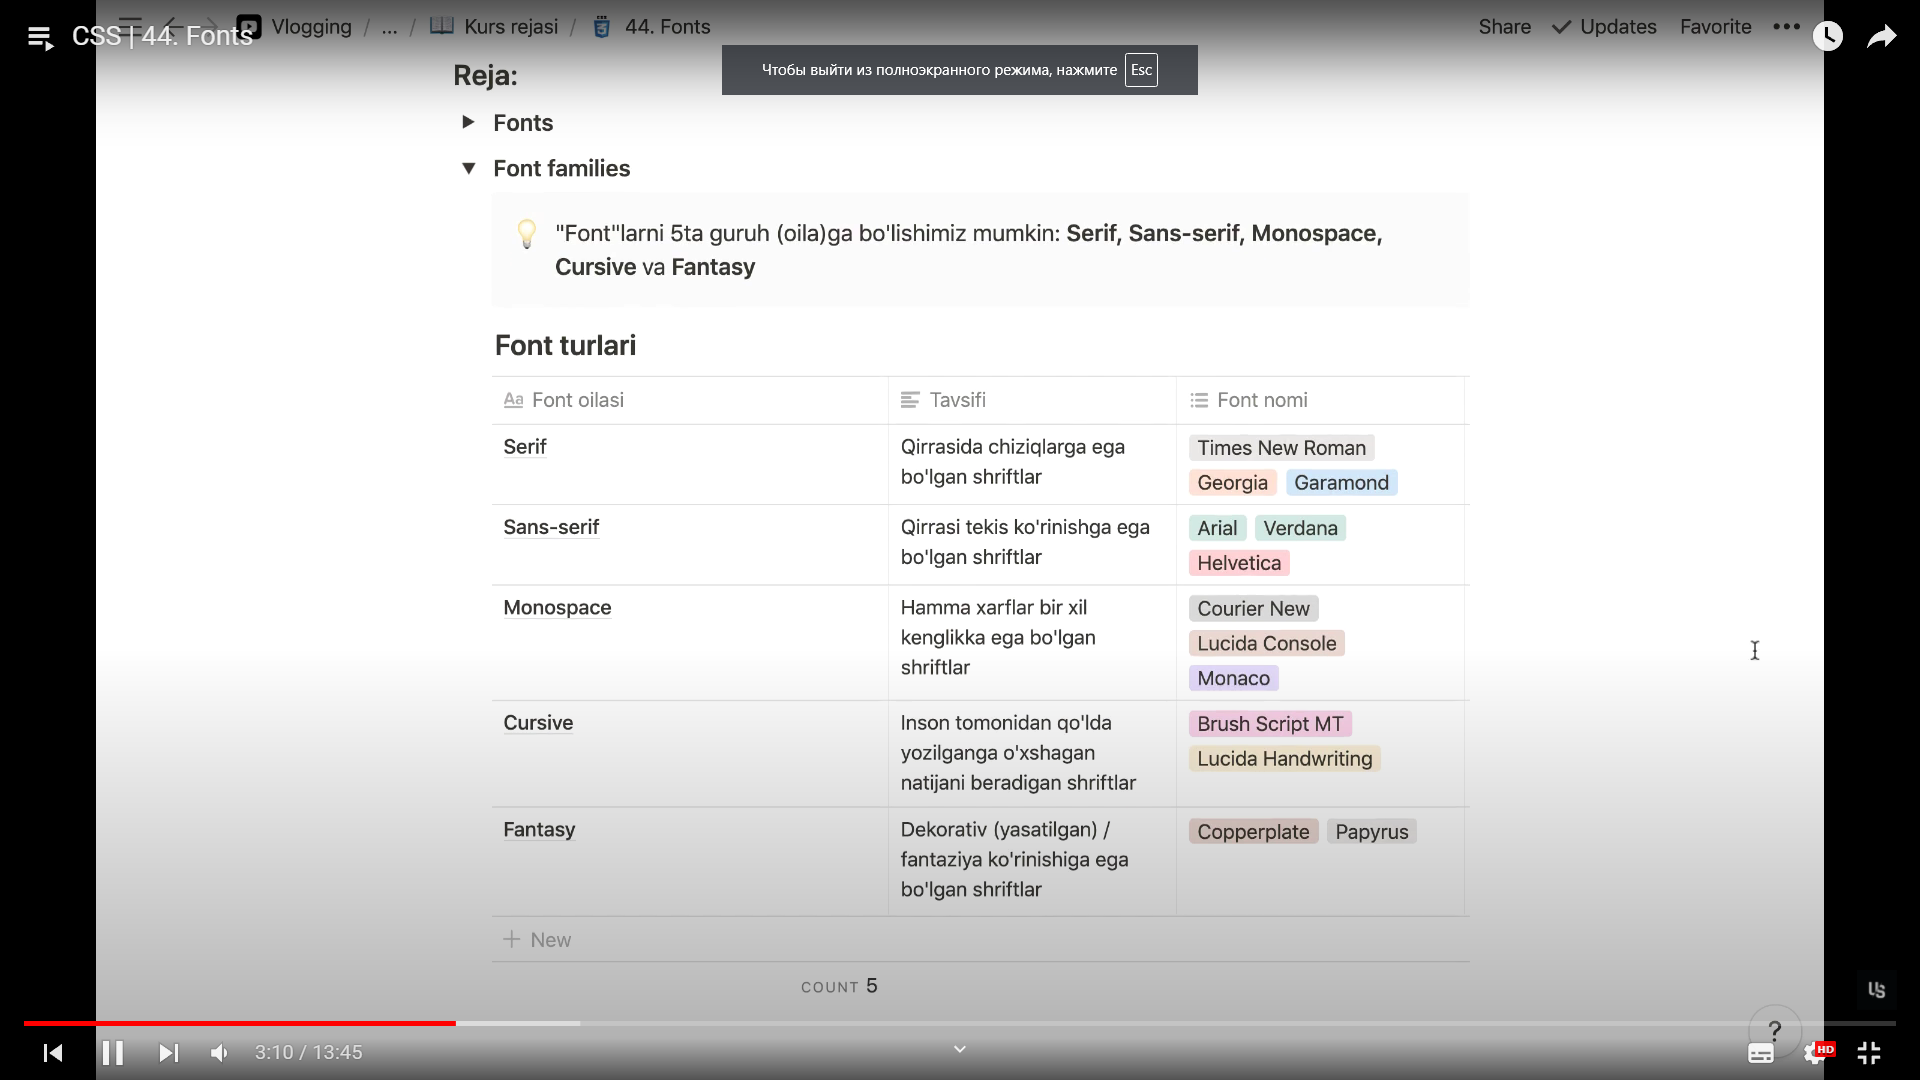 CSS | 44. Fonts
Vlogging / ... / Kurs rejasi / 44. Fonts
Share Updates Favorite
Чтобы выйти из полноэкранного режима, нажмите Esc
Reja:
Fonts
Font families
"Font"larni 5ta guruh (oila)ga bo'lishimiz mumkin: Serif, Sans-serif, Monospace,
Cursive va Fantasy
Font turlari
Aa Font oilasi Tavsifi Font nomi
Serif
Qirrasida chiziqlarga ega
bo'lgan shriftlar
Times New Roman
Georgia Garamond
Sans-serif
Qirrasi tekis ko'rinishga ega
bo'lgan shriftlar
Arial Verdana
Helvetica
Monospace
Hamma xarflar bir xil
kenglikka ega bo'lgan
shriftlar
Courier New
Lucida Console
Monaco
Cursive
Inson tomonidan qo'lda
yozilganga o'xshagan
natijani beradigan shriftlar
Brush Script MT
Lucida Handwriting
Fantasy
Dekorativ (yasatilgan) /
fantaziya ko'rinishiga ega
bo'lgan shriftlar
Copperplate Papyrus
+ New
COUNT 5
?
3:10 / 13:45
HD